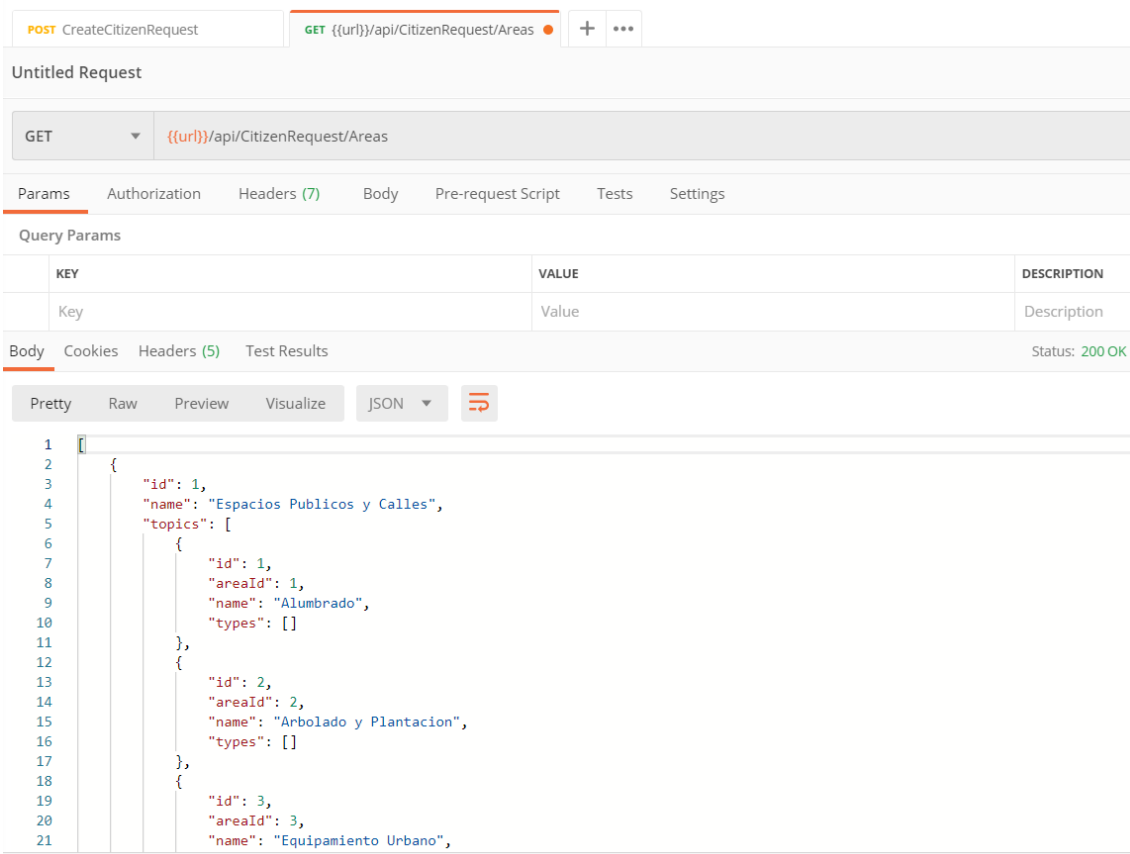 POST CreateCitizenRequest GET {{url}}/api/CitizenRequest/Areas
Untitled Request
GET {{url}}/api/CitizenRequest/Areas
Params Authorization Headers (7) Body Pre-request Script Tests Settings
Query Params
KEY VALUE DESCRIPTION
Key Value Description
Body Cookies Headers (5) Test Results Status: 200 OK
Pretty Raw Preview Visualize JSON
1 [
2 {
3 "id": 1,
4 "name": "Espacios Publicos y Calles",
5 "topics": [
6 {
7 "id": 1,
8 "areaId": 1,
9 "name": "Alumbrado",
10 "types": []
11 },
12 {
13 "id": 2,
14 "areaId": 2,
15 "name": "Arbolado y Plantacion",
16 "types": []
17 },
18 {
19 "id": 3,
20 "areaId": 3,
21 "name": "Equipamiento Urbano",